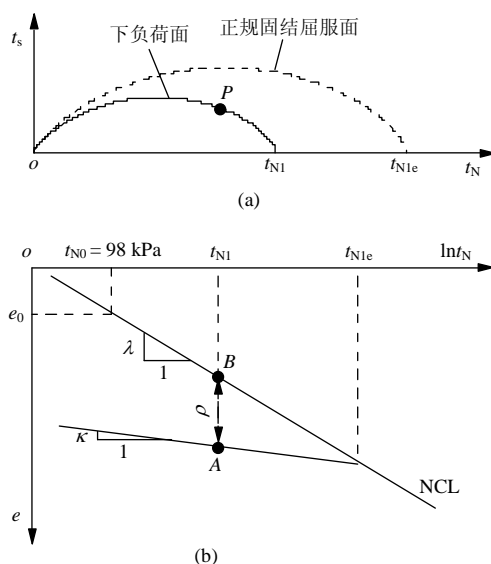 t_s
下负荷面
正规固结屈服面
P
o
t_N1
t_N1e
t_N
(a)
o
t_N0 = 98 kPa
t_N1
t_N1e
ln t_N
e_0
λ
1
B
ρ
κ
1
A
NCL
e
(b)